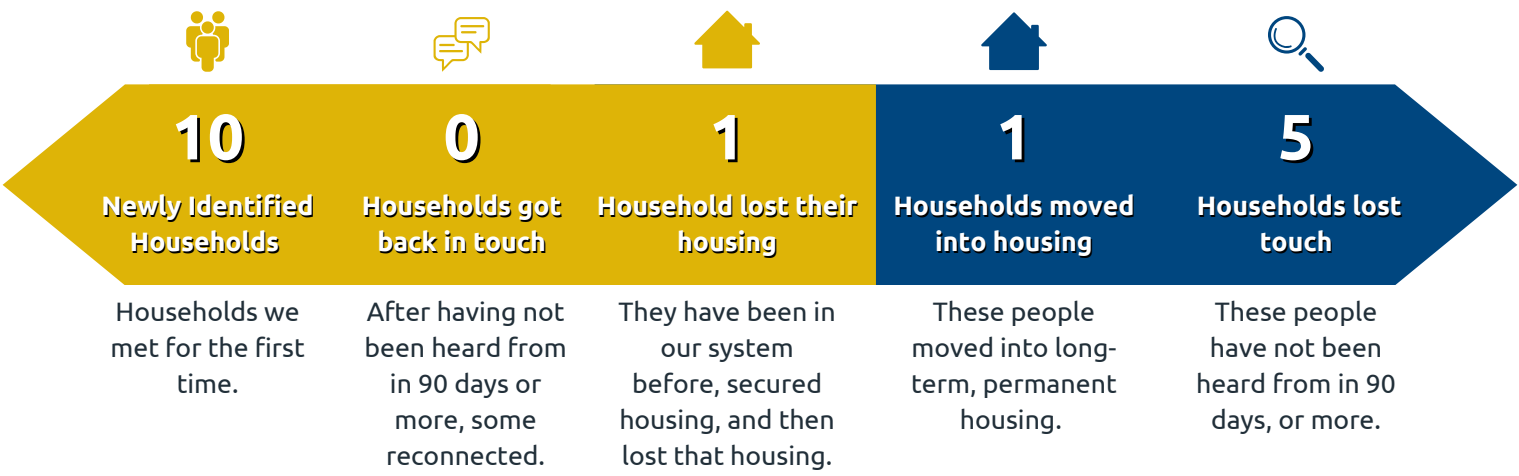 10
Newly Identified
Households
Households we
met for the first
time.
0
Households got
back in touch
After having not
been heard from
in 90 days or
more, some
reconnected.
1
Household lost their
housing
They have been in
our system
before, secured
housing, and then
lost that housing.
1
Households moved
into housing
These people
moved into long-
term, permanent
housing.
5
Households lost
touch
These people
have not been
heard from in 90
days, or more.